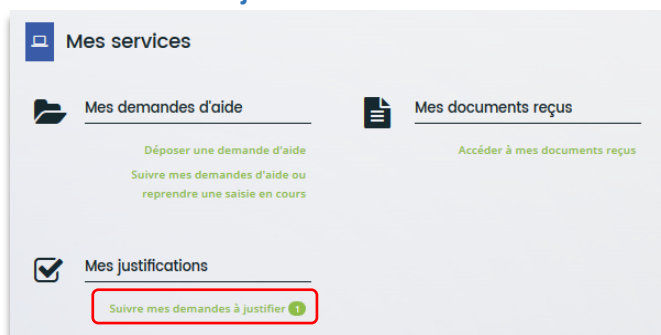 Mes services
Mes demandes d'aide
Déposer une demande d'aide
Suivre mes demandes d'aide ou
reprendre une saisie en cours
Mes documents reçus
Accéder à mes documents reçus
Mes justifications
Suivre mes demandes à justifier 1